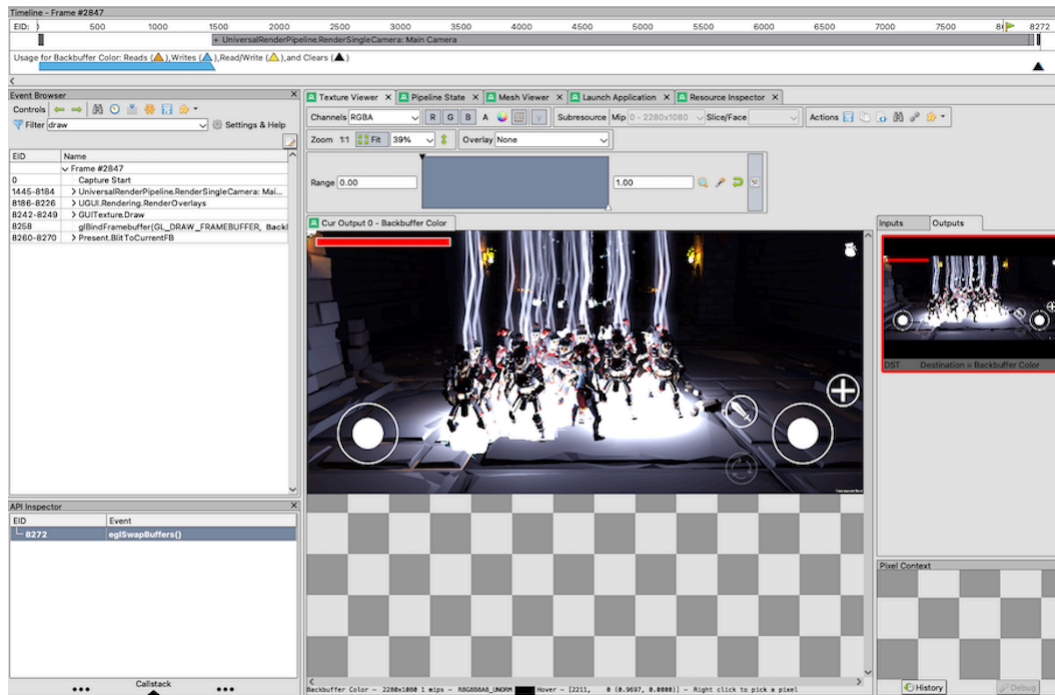 Timeline - Frame #2847
EID: 500 1000 1500 2000 2500 3000 3500 4000 4500 5000 5500 6000 6500 7000 7500 8272
+ UniversalRenderPipeline.RenderSingleCamera: Main Camera
Usage for Backbuffer Color: Reads (▲),Writes (▲),Read/Write (▲),and Clears (▲)
Event Browser
Controls
Filter draw Settings & Help
EID Name
Frame #2847
0 Capture Start
1445-8184 UniversalRenderPipeline.RenderSingleCamera: Mai...
8186-8226 UGUI.Rendering.RenderOverlays
8242-8249 GUITexture.Draw
8258 glBindFramebuffer(GL_DRAW_FRAMEBUFFER, Backl
8260-8270 Present.BlitToCurrentFB
API Inspector
EID Event
8272 eglSwapBuffers()
Callstack
Texture Viewer Pipeline State Mesh Viewer Launch Application Resource Inspector
Channels RGBA R G B A Subresource Mip 0 - 2280x1080 Slice/Face Actions
Zoom 1:1 Fit 39% Overlay None
Range 0.00 1.00
Cur Output 0 - Backbuffer Color
Inputs Outputs
DST Destination = Backbuffer Color
Pixel Context
History Debug
Backbuffer Color - 2280x1080 1 mips - R8G8B8A8_UNORM Hover - [2211, 0 (0.9697, 0.0000)] - Right click to pick a pixel